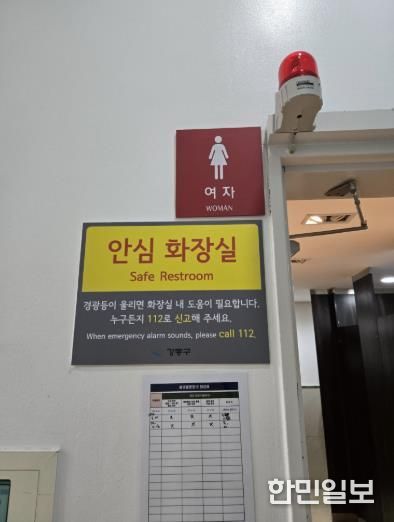 여 자
WOMAN
안심 화장실
Safe Restroom
경광등이 울리면 화장실 내 도움이 필요합니다.
누구든지 112로 신고해 주세요.
When emergency alarm sounds, please call 112.
강동구
한민일보